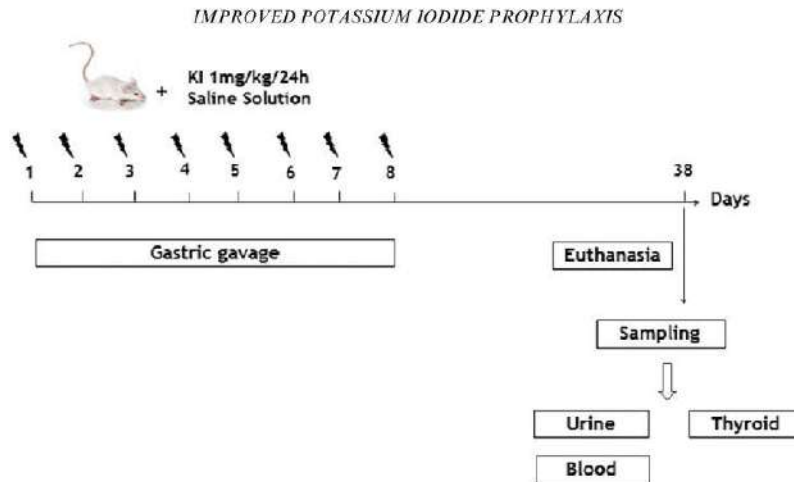 IMPROVED POTASSIUM IODIDE PROPHYLAXIS
KI 1mg/kg/24h
+ Saline Solution
1 2 3 4 5 6 7 8 38
Days
Gastric gavage
Euthanasia
Sampling
Urine Thyroid
Blood